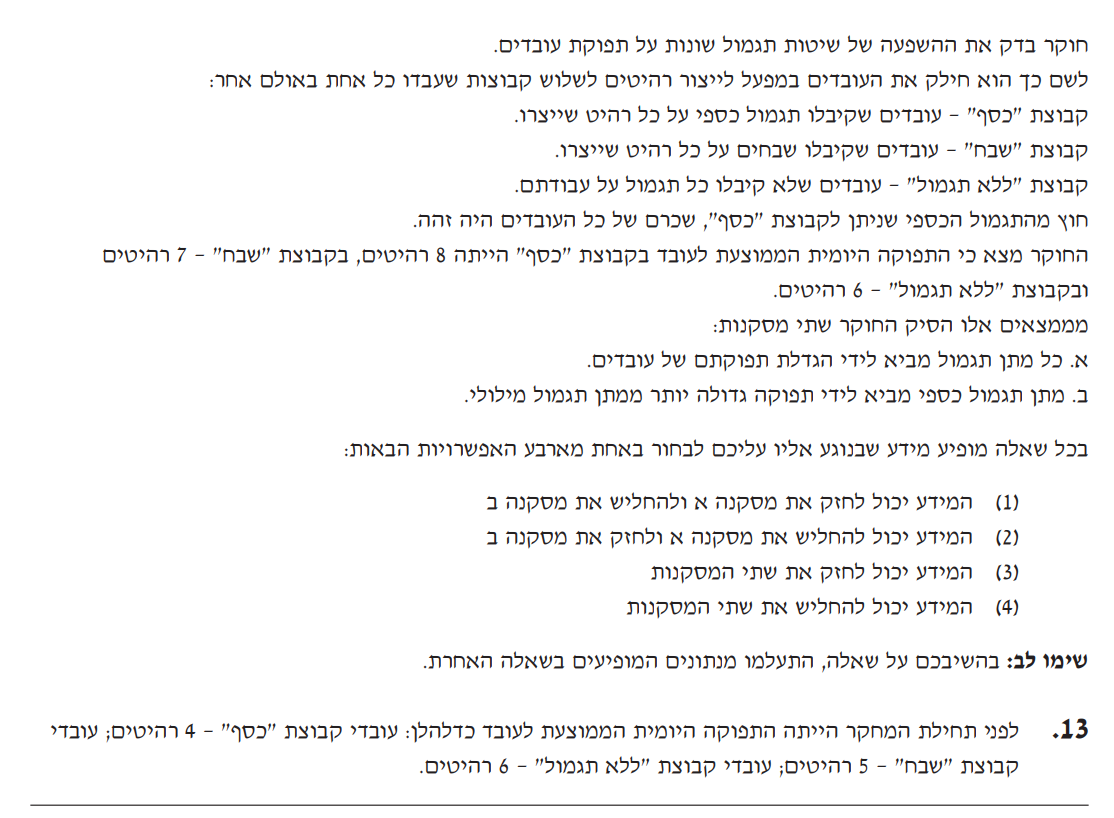 חוקר בדק את ההשפעה של שיטות תגמול שונות על תפוקת עובדים.
לשם כך הוא חילק את העובדים במפעל לייצור רהיטים לשלוש קבוצות שעבדו כל אחת באולם אחר:
קבוצת "כסף" – עובדים שקיבלו תגמול כספי על כל רהיט שייצרו.
קבוצת "שבח" – עובדים שקיבלו שבחים על כל רהיט שייצרו.
קבוצת "ללא תגמול" – עובדים שלא קיבלו כל תגמול על עבודתם.
חוץ מהתגמול הכספי שניתן לקבוצת "כסף", שכרם של כל העובדים היה זהה.
החוקר מצא כי התפוקה היומית הממוצעת לעובד בקבוצת "כסף" הייתה 8 רהיטים, בקבוצת "שבח" – 7 רהיטים
ובקבוצת "ללא תגמול" – 6 רהיטים.
מממצאים אלו הסיק החוקר שתי מסקנות:
א. כל מתן תגמול מביא לידי הגדלת תפוקתם של עובדים.
ב. מתן תגמול כספי מביא לידי תפוקה גדולה יותר ממתן תגמול מילולי.
בכל שאלה מופיע מידע שבנוגע אליו עליכם לבחור באחת מארבע האפשרויות הבאות:
(1) המידע יכול לחזק את מסקנה א ולהחליש את מסקנה ב
(2) המידע יכול להחליש את מסקנה א ולחזק את מסקנה ב
(3) המידע יכול לחזק את שתי המסקנות
(4) המידע יכול להחליש את שתי המסקנות
שימו לב: בהשיבכם על שאלה, התעלמו מנתונים המופיעים בשאלה האחרת.
13. לפני תחילת המחקר הייתה התפוקה היומית הממוצעת לעובד כדלהלן: עובדי קבוצת "כסף" – 4 רהיטים; עובדי
קבוצת "שבח" – 5 רהיטים; עובדי קבוצת "ללא תגמול" – 6 רהיטים.